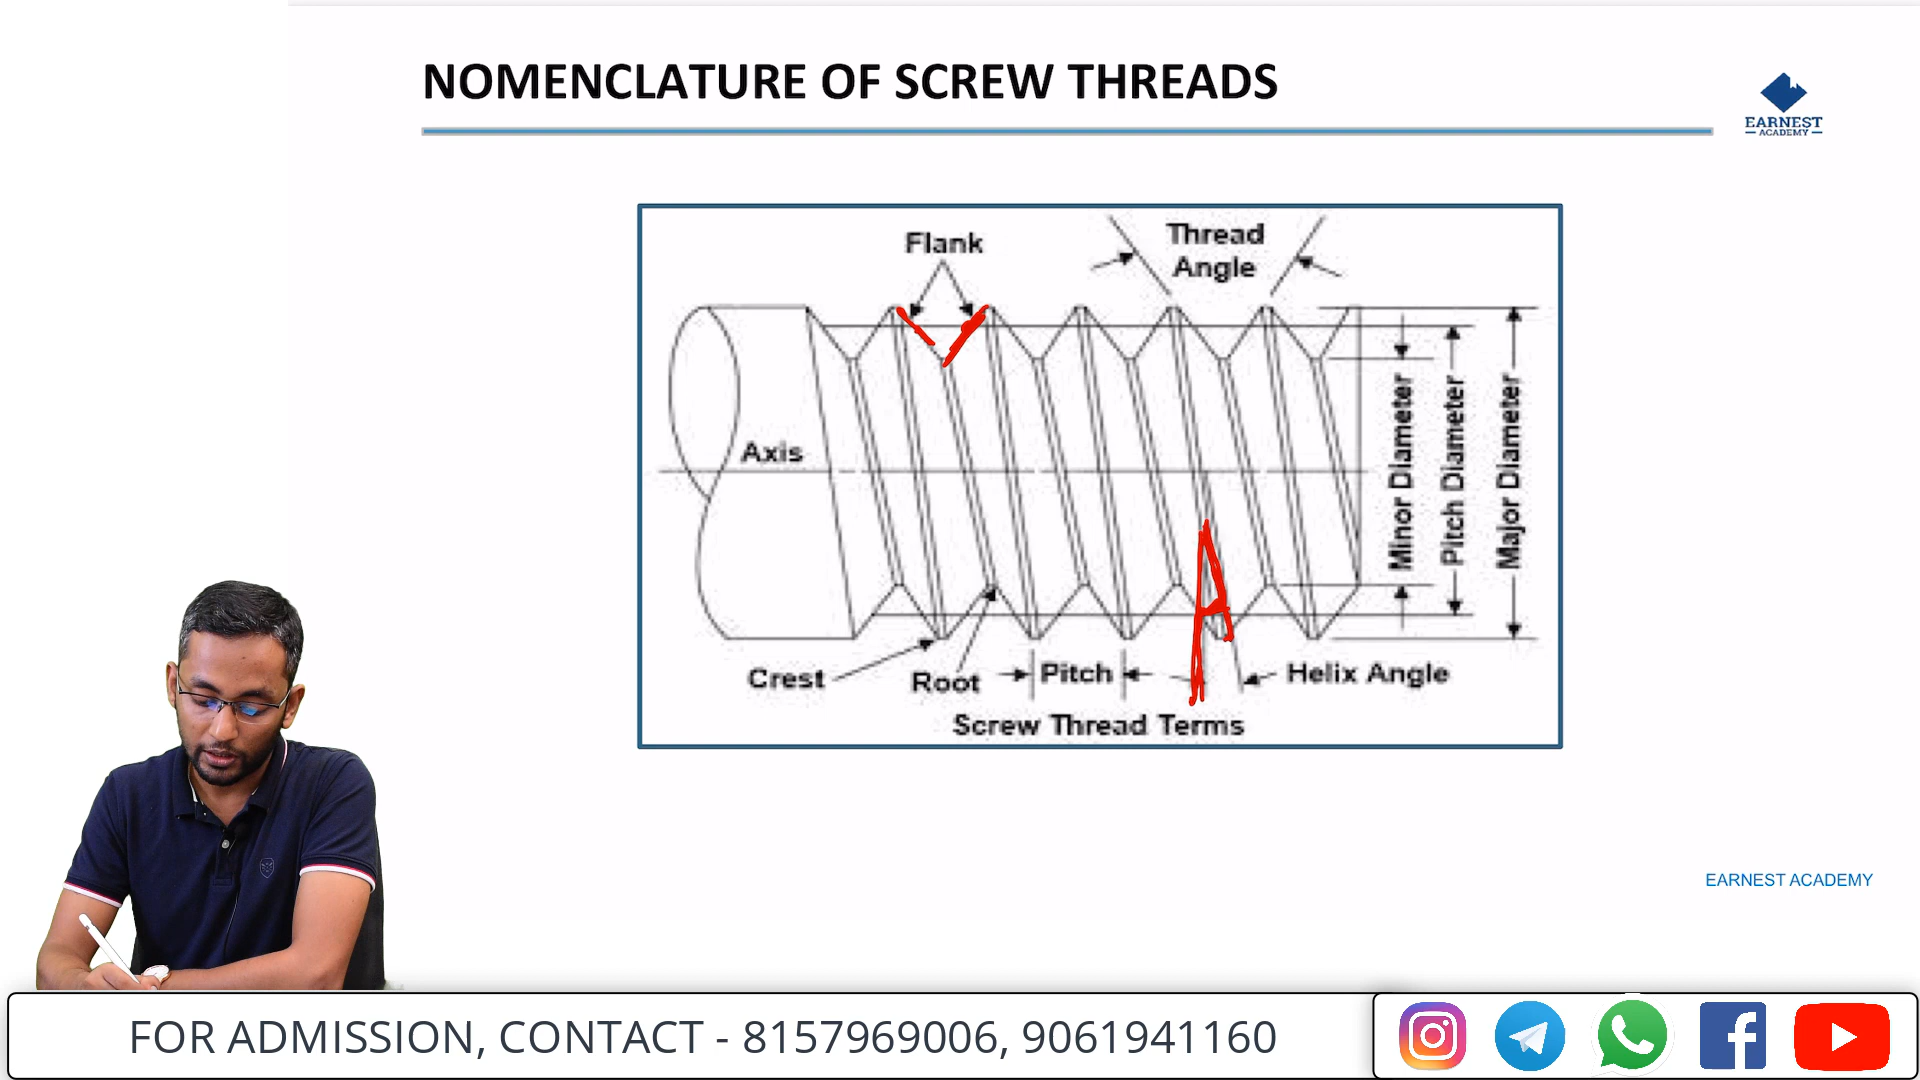 NOMENCLATURE OF SCREW THREADS
EARNEST
ACADEMY
Flank
Thread
Angle
Axis
Minor Diameter
Pitch Diameter
Major Diameter
Crest
Root
Pitch
Helix Angle
Screw Thread Terms
EARNEST ACADEMY
FOR ADMISSION, CONTACT - 8157969006, 9061941160